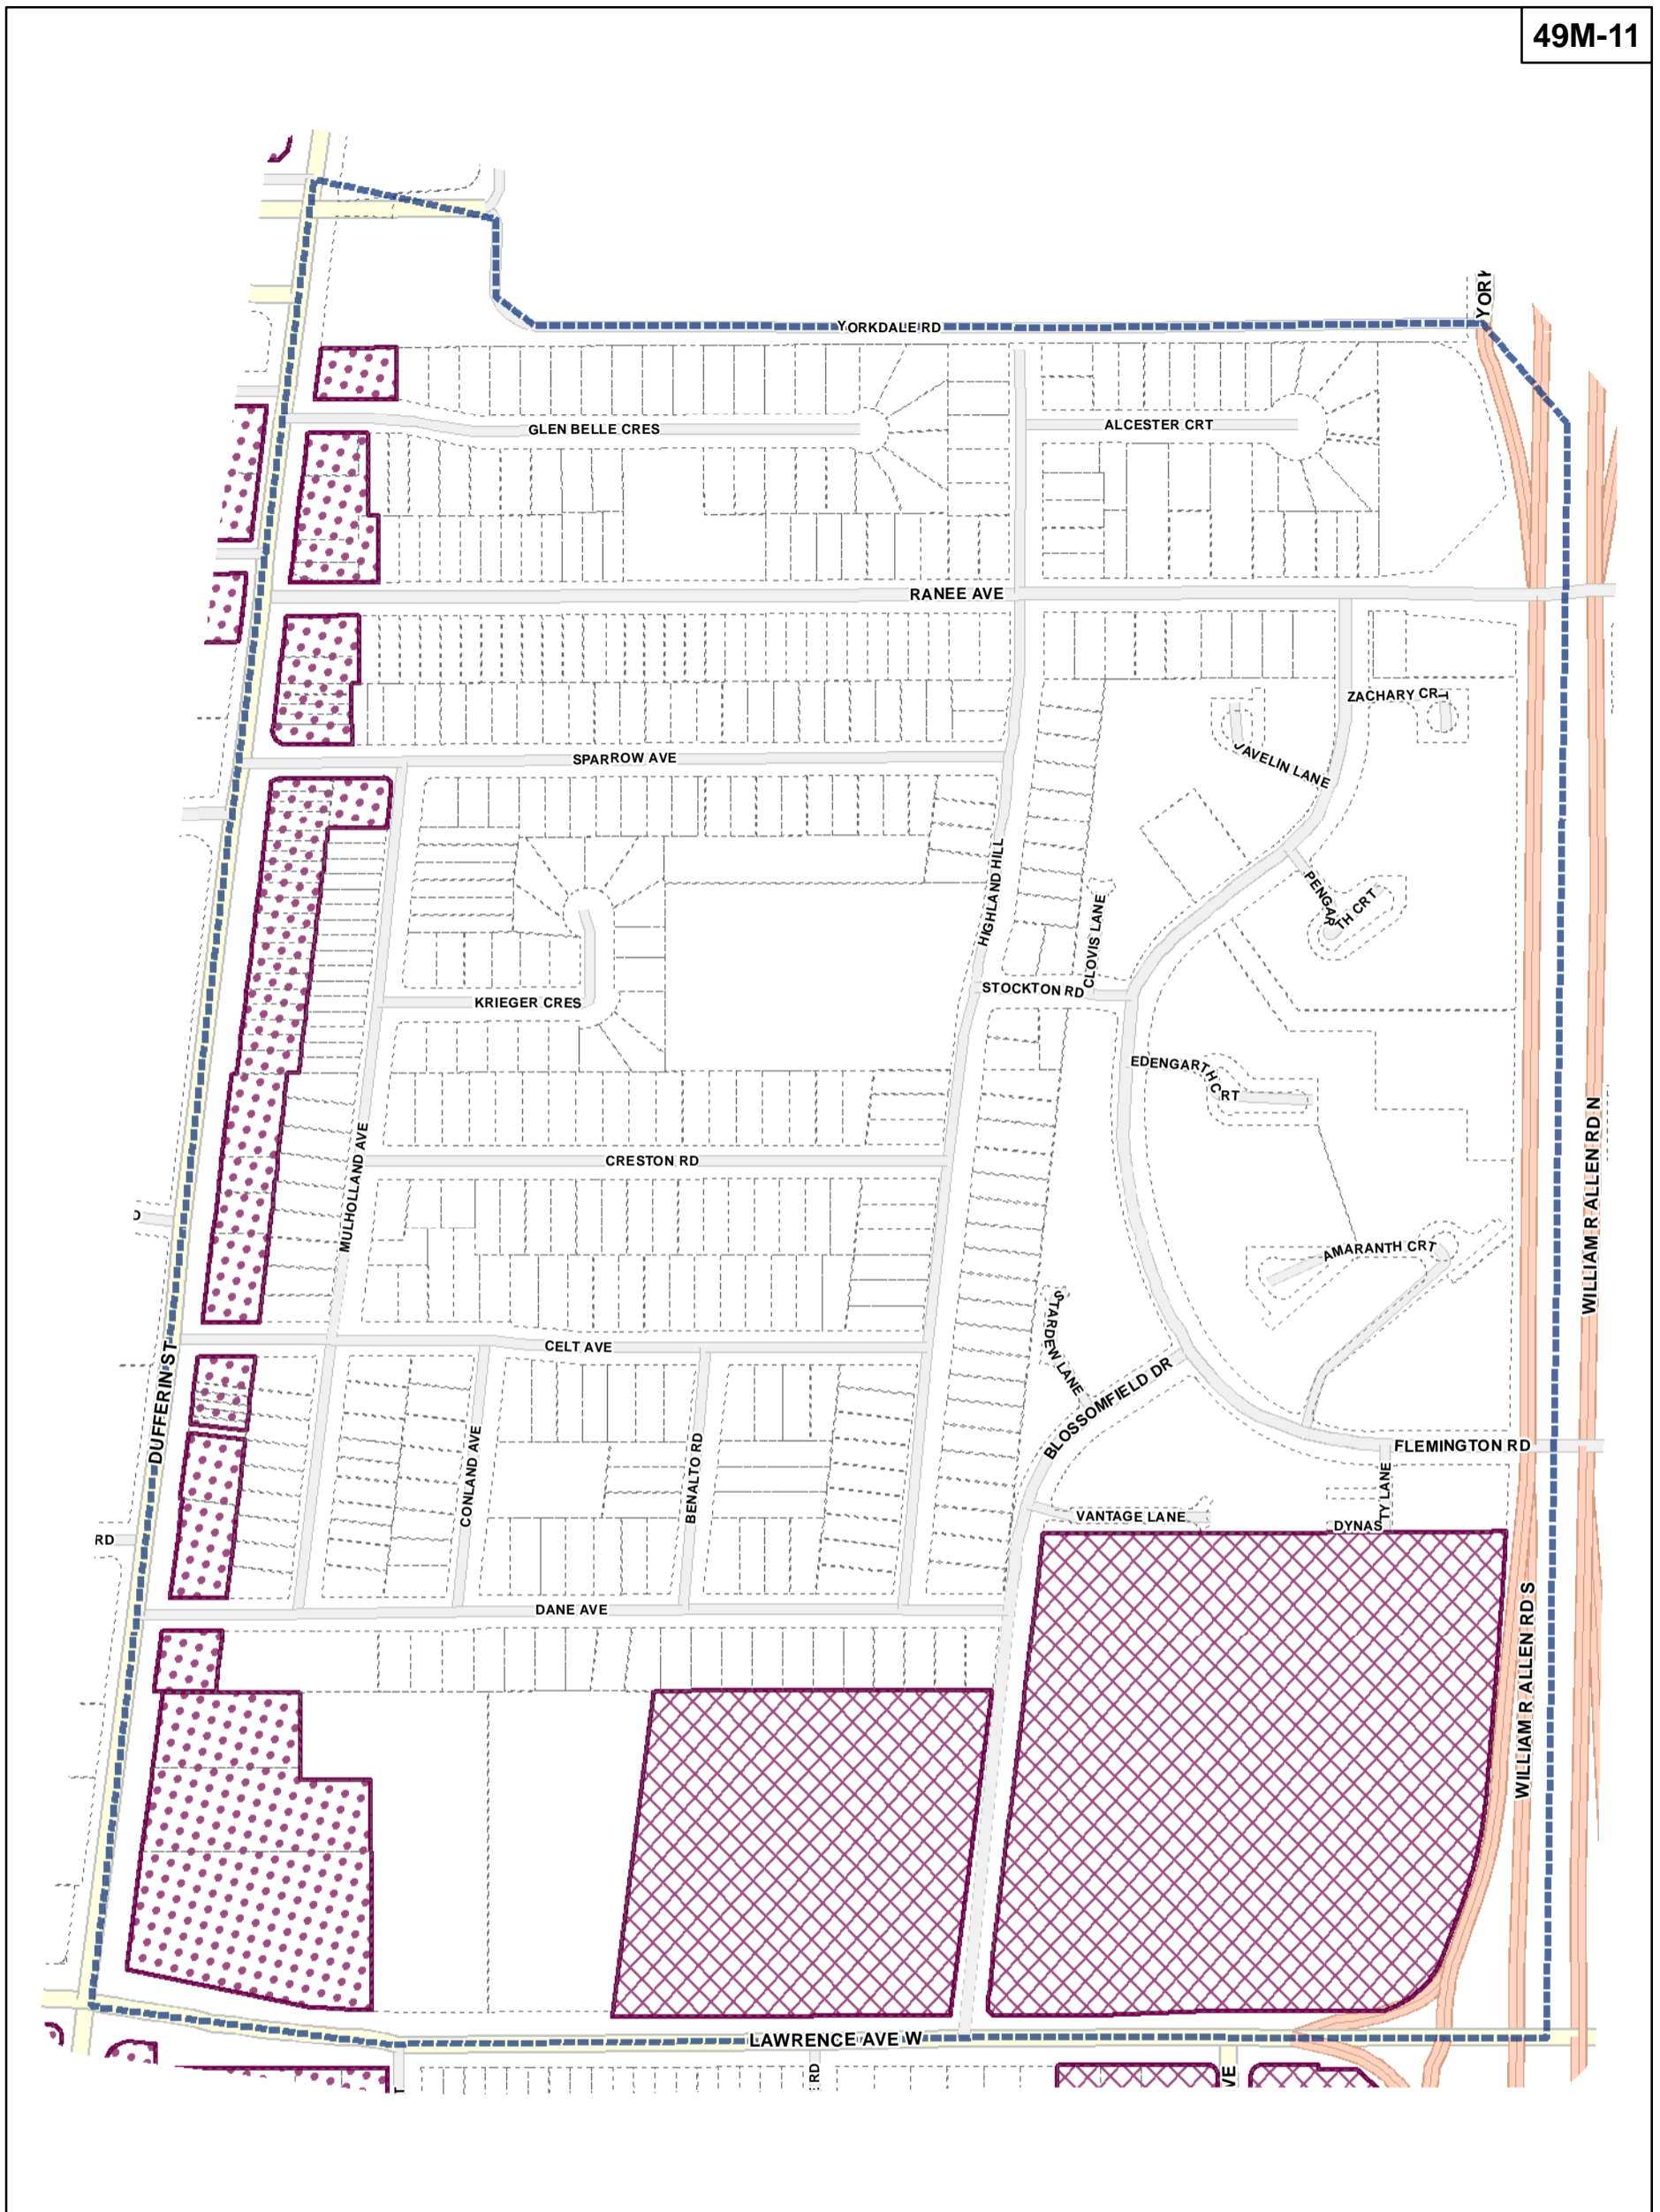 49M-11
YORK
YORKDALE RD
GLEN BELLE CRES
ALCESTER CRT
RANEE AVE
ZACHARY CRT
JAVELIN LANE
SPARROW AVE
HIGHLAND HILL
PENGARTH CRT
CLOVIS LANE
STOCKTON RD
KRIEGER CRES
EDENGARTH CRT
WILLIAM R ALLEN RD N
MULHOLLAND AVE
CRESTON RD
AMARANTH CRT
STARDEW LANE
CELT AVE
DUFFERIN ST
BLOSSOMFIELD DR
CONLAND AVE
BENALTO RD
FLEMINGTON RD
DYNASTY LANE
VANTAGE LANE
RD
DANE AVE
WILLIAM R ALLEN RD S
LAWRENCE AVE W
RD
VE